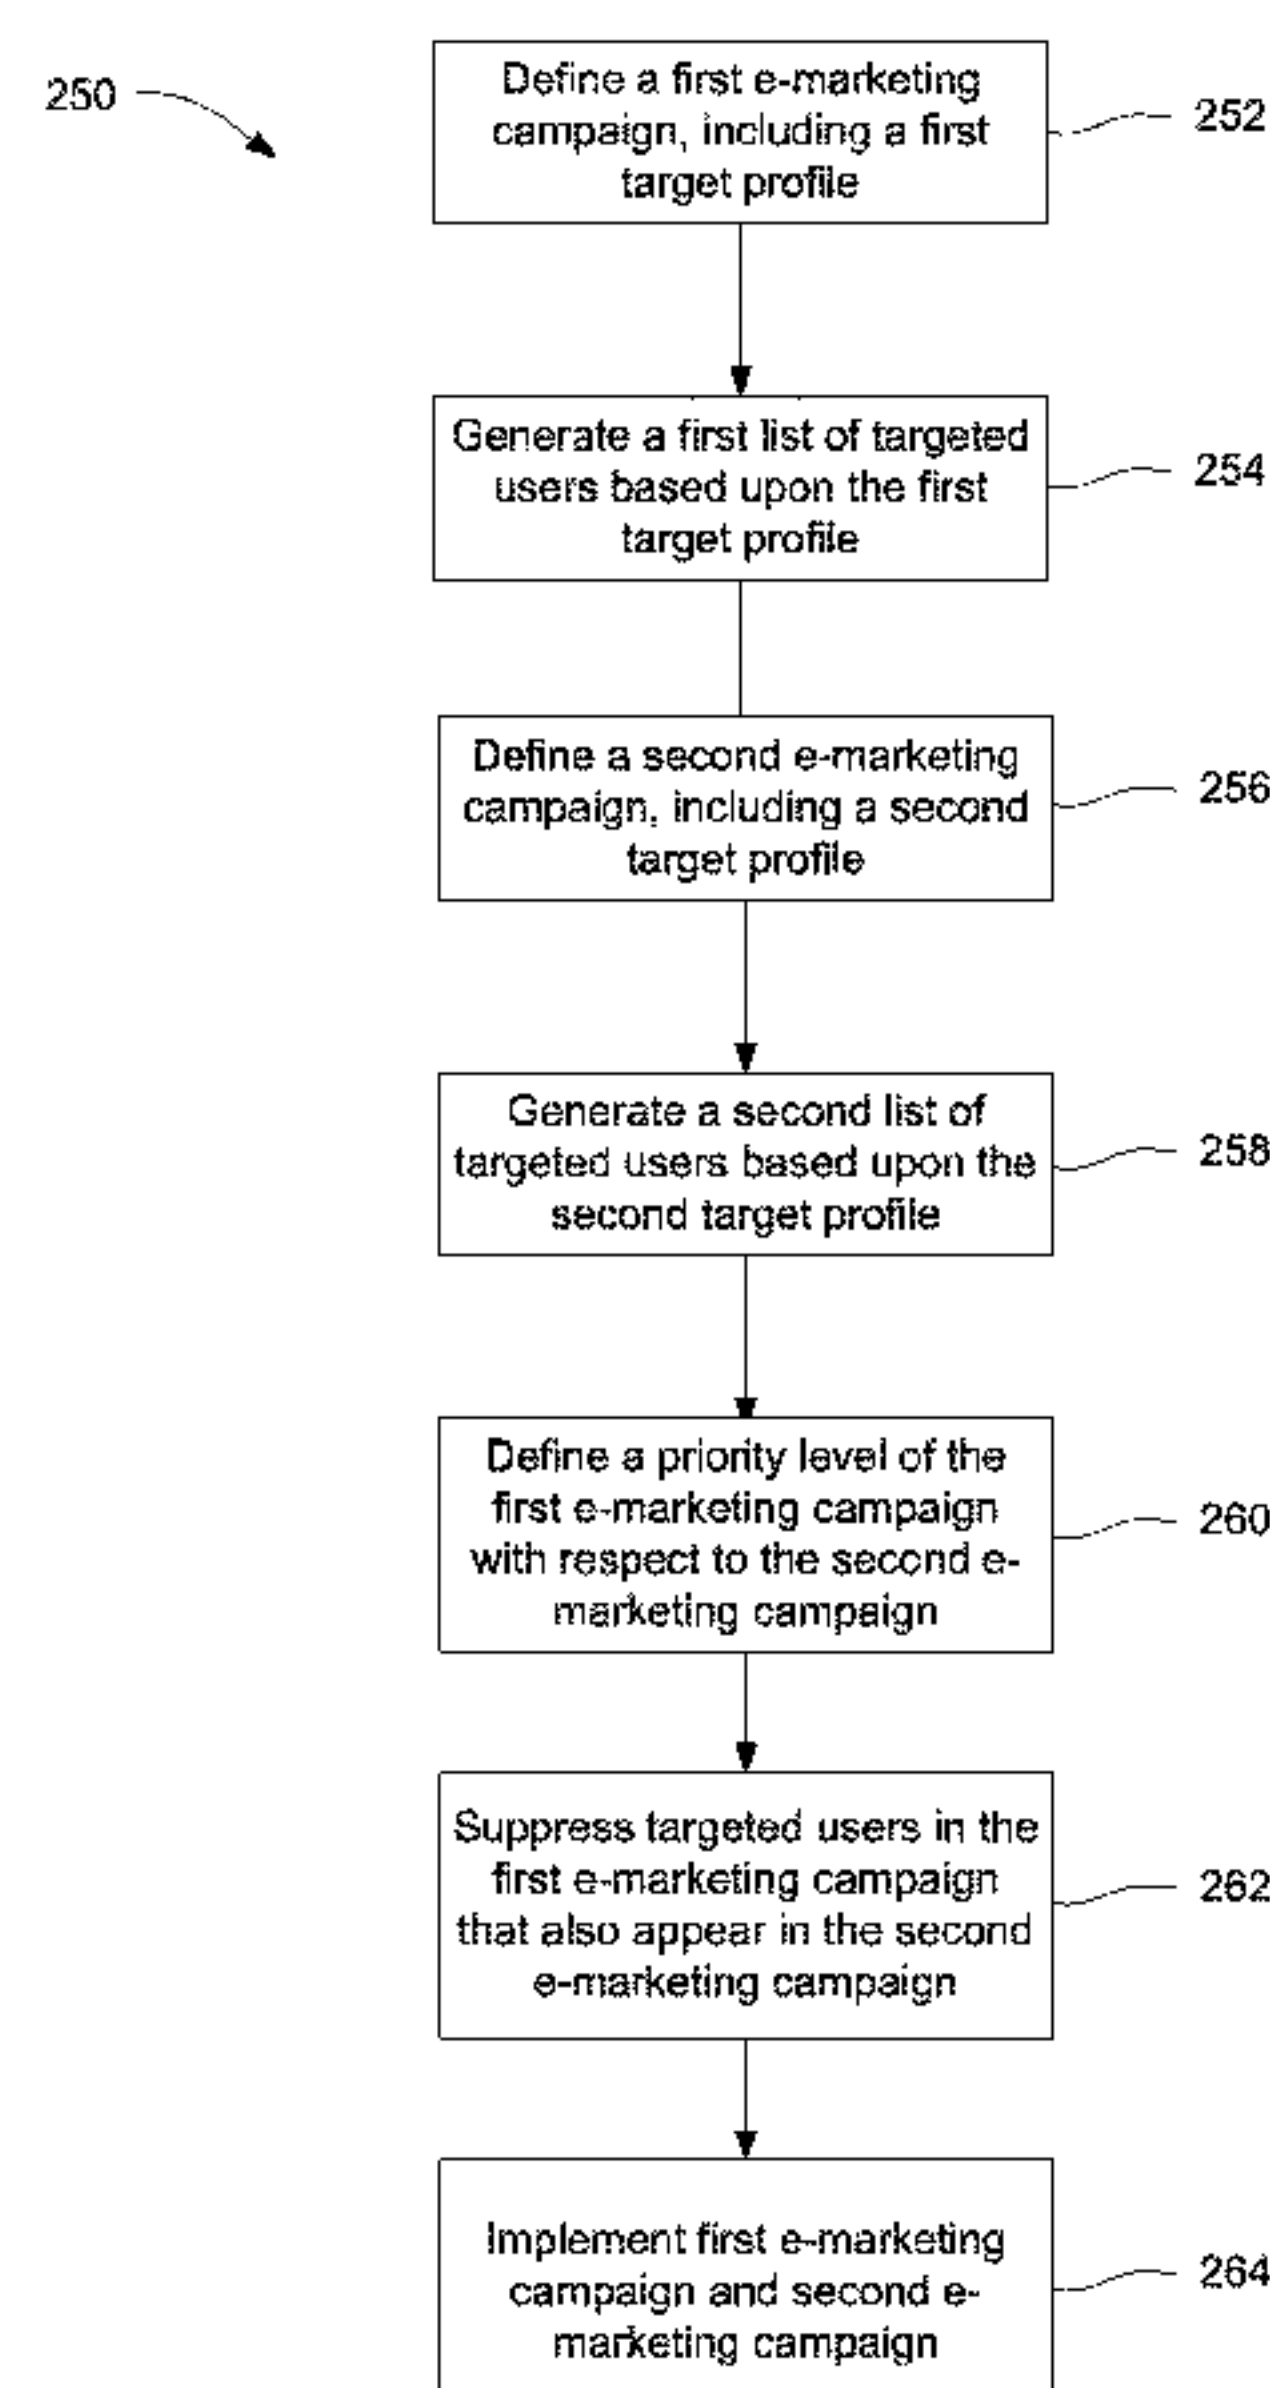 250
Define a first e-marketing
campaign, including a first
target profile
252
Generate a first list of targeted
users based upon the first
target profile
254
Define a second e-marketing
campaign, including a second
target profile
256
Generate a second list of
targeted users based upon the
second target profile
258
Define a priority level of the
first e-marketing campaign
with respect to the second e-
marketing campaign
260
Suppress targeted users in the
first e-marketing campaign
that also appear in the second
e-marketing campaign
262
Implement first e-marketing
campaign and second e-
marketing campaign
264